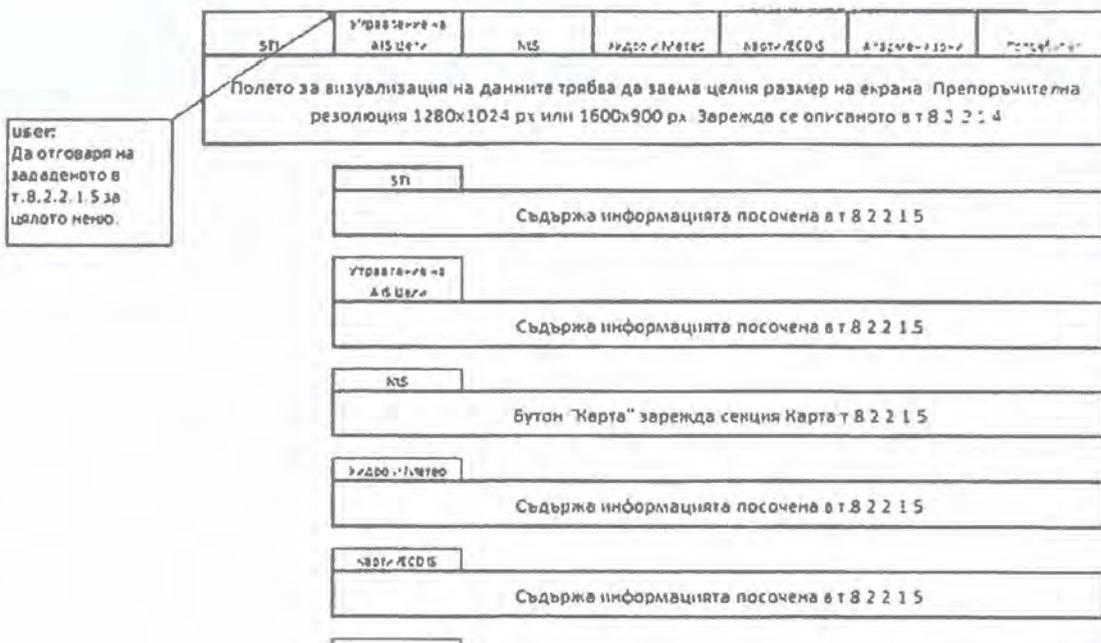 Управление на
STI AIS Цели NtS Хидро и Метео Карти/ECDIS Потребител
Полето за визуализация на данните трябва да заема целия размер на екрана. Препоръчителна
резолюция 1280x1024 px или 1600x900 px. Зарежда се описаното в т 8 2 2 1 4
user:
Да отговаря на
зададеното в
т.8.2.2.1.5 за
цялото меню.
STI
Съдържа информацията посочена в т 8 2 2 1 5
Управление на
AIS Цели
Съдържа информацията посочена в т 8 2 2 1.5
NtS
Бутон "Карта" зарежда секция Карта т 8 2 2 1 5
Хидро и Метео
Съдържа информацията посочена в т 8 2 2 1 5
Карти/ECDIS
Съдържа информацията посочена в т 8 2 2 1 5